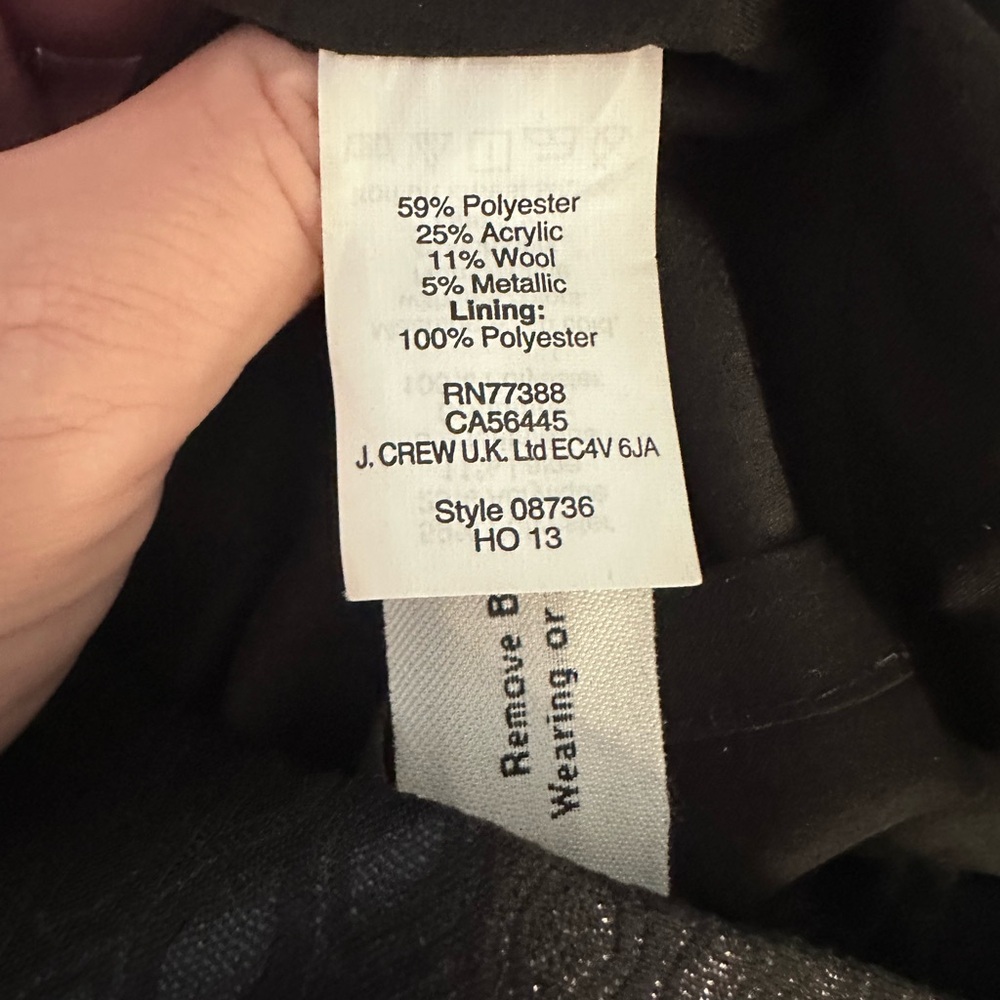 59% Polyester
25% Acrylic
11% Wool
5% Metallic
Lining:
100% Polyester
RN77388
CA56445
J. CREW U.K. Ltd EC4V 6JA
Style 08736
HO 13
Remove B
Wearing or